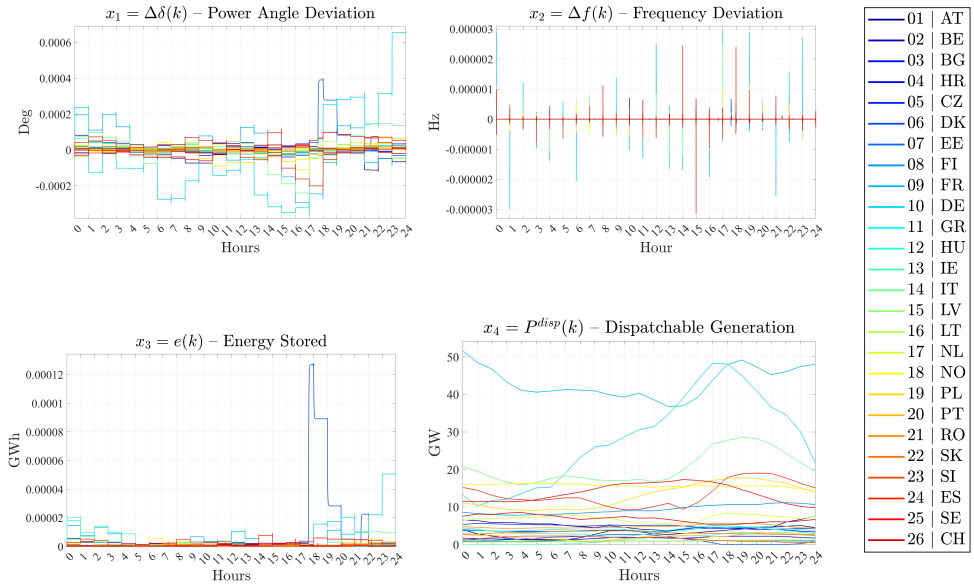 x₁ = Δδ(k) – Power Angle Deviation
0.0006
0.0004
0.0002
0
-0.0002
Deg
0 1 2 3 4 5 6 7 8 9 10 11 12 13 14 15 16 17 18 19 20 21 22 23 24
Hours
x₂ = Δf(k) – Frequency Deviation
0.000003
0.000002
0.000001
0
-0.000001
-0.000002
-0.000003
Hz
0 1 2 3 4 5 6 7 8 9 10 11 12 13 14 15 16 17 18 19 20 21 22 23 24
Hour
x₃ = e(k) – Energy Stored
0.00012
0.0001
0.00008
0.00006
0.00004
0.00002
0
GWh
0 1 2 3 4 5 6 7 8 9 10 11 12 13 14 15 16 17 18 19 20 21 22 23 24
Hours
x₄ = Pᵈⁱˢᵖ(k) – Dispatchable Generation
50
40
30
20
10
0
GW
0 1 2 3 4 5 6 7 8 9 10 11 12 13 14 15 16 17 18 19 20 21 22 23 24
Hours
01 | AT
02 | BE
03 | BG
04 | HR
05 | CZ
06 | DK
07 | EE
08 | FI
09 | FR
10 | DE
11 | GR
12 | HU
13 | IE
14 | IT
15 | LV
16 | LT
17 | NL
18 | NO
19 | PL
20 | PT
21 | RO
22 | SK
23 | SI
24 | ES
25 | SE
26 | CH